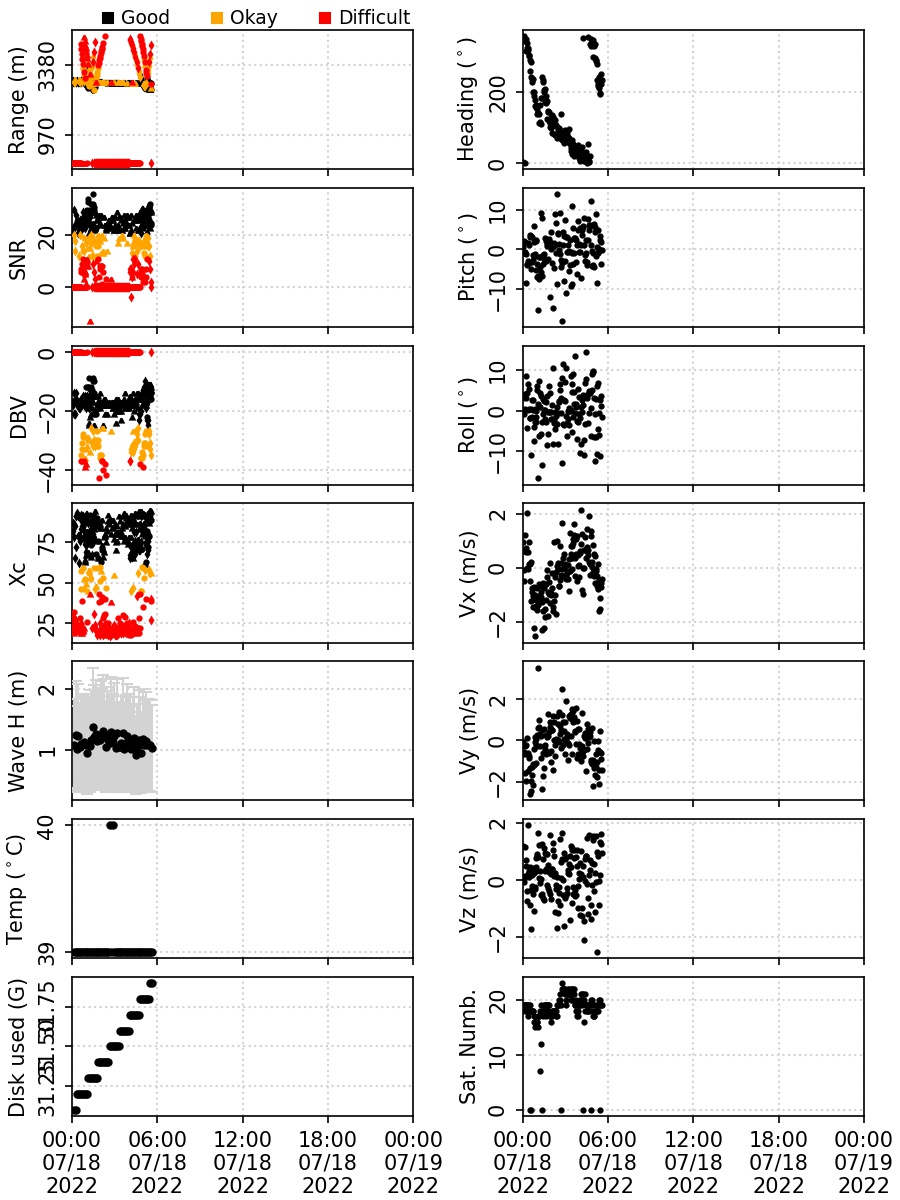 Good Okay Difficult
Range (m)
3380
970
Heading (°)
200
0
SNR
20
0
Pitch (°)
10
0
−10
DBV
0
−20
−40
Roll (°)
10
0
−10
Xc
75
50
25
Vx (m/s)
2
0
−2
Wave H (m)
2
1
Vy (m/s)
2
0
−2
Temp (°C)
40
39
Vz (m/s)
2
0
−2
Disk used (G)
31.75
31.50
31.25
Sat. Numb.
20
10
0
00:00 06:00 12:00 18:00 00:00
07/18 07/18 07/18 07/18 07/19
2022 2022 2022 2022 2022
00:00 06:00 12:00 18:00 00:00
07/18 07/18 07/18 07/18 07/19
2022 2022 2022 2022 2022